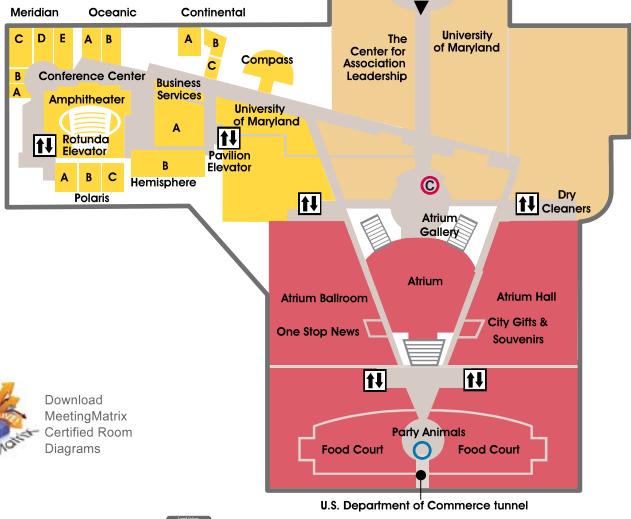 Meridian Oceanic Continental
C D E A B A B
C
B
A
Conference Center
Compass
The
Center for
Association
Leadership
University
of Maryland
Business
Services
Amphitheater
A
University
of Maryland
Rotunda
Elevator
Pavilion
Elevator
B
Hemisphere
A B C
Polaris
C
Dry
Cleaners
Atrium
Gallery
Atrium
Atrium Ballroom
Atrium Hall
One Stop News
City Gifts &
Souvenirs
Party Animals
Food Court Food Court
U.S. Department of Commerce tunnel
Download
MeetingMatrix
Certified Room
Diagrams